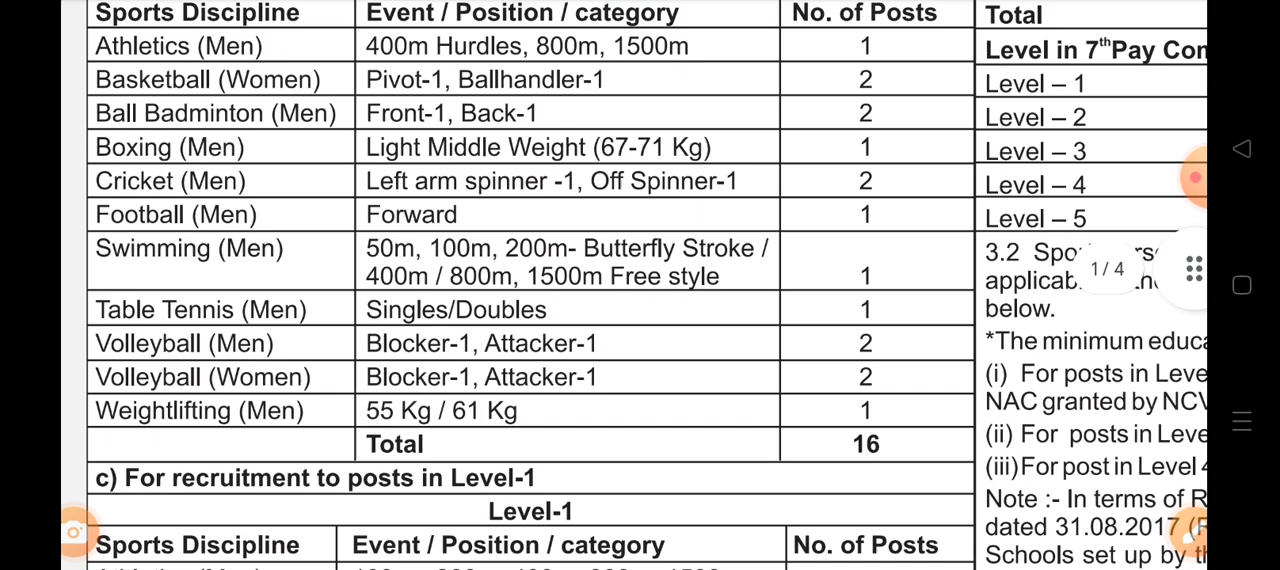 Sports Discipline Event / Position / category No. of Posts
Athletics (Men) 400m Hurdles, 800m, 1500m 1
Basketball (Women) Pivot-1, Ballhandler-1 2
Ball Badminton (Men) Front-1, Back-1 2
Boxing (Men) Light Middle Weight (67-71 Kg) 1
Cricket (Men) Left arm spinner -1, Off Spinner-1 2
Football (Men) Forward 1
Swimming (Men) 50m, 100m, 200m- Butterfly Stroke /
400m / 800m, 1500m Free style 1
Table Tennis (Men) Singles/Doubles 1
Volleyball (Men) Blocker-1, Attacker-1 2
Volleyball (Women) Blocker-1, Attacker-1 2
Weightlifting (Men) 55 Kg / 61 Kg 1
Total 16
c) For recruitment to posts in Level-1
Level-1
Sports Discipline Event / Position / category No. of Posts
Total
Level in 7th Pay
Level – 1
Level – 2
Level – 3
Level – 4
Level – 5
3.2
1 / 4
below.
*The minimum
(i) For posts in
NAC granted by
(ii) For posts in
(iii) For post in Level
Note :- In terms of
dated 31.08.2017
Schools set up by